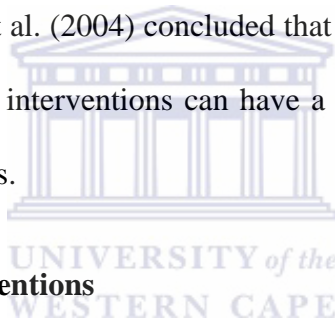 t al. (2004) concluded that
interventions can have a
s.
UNIVERSITY of the
entions
WESTERN CAPE